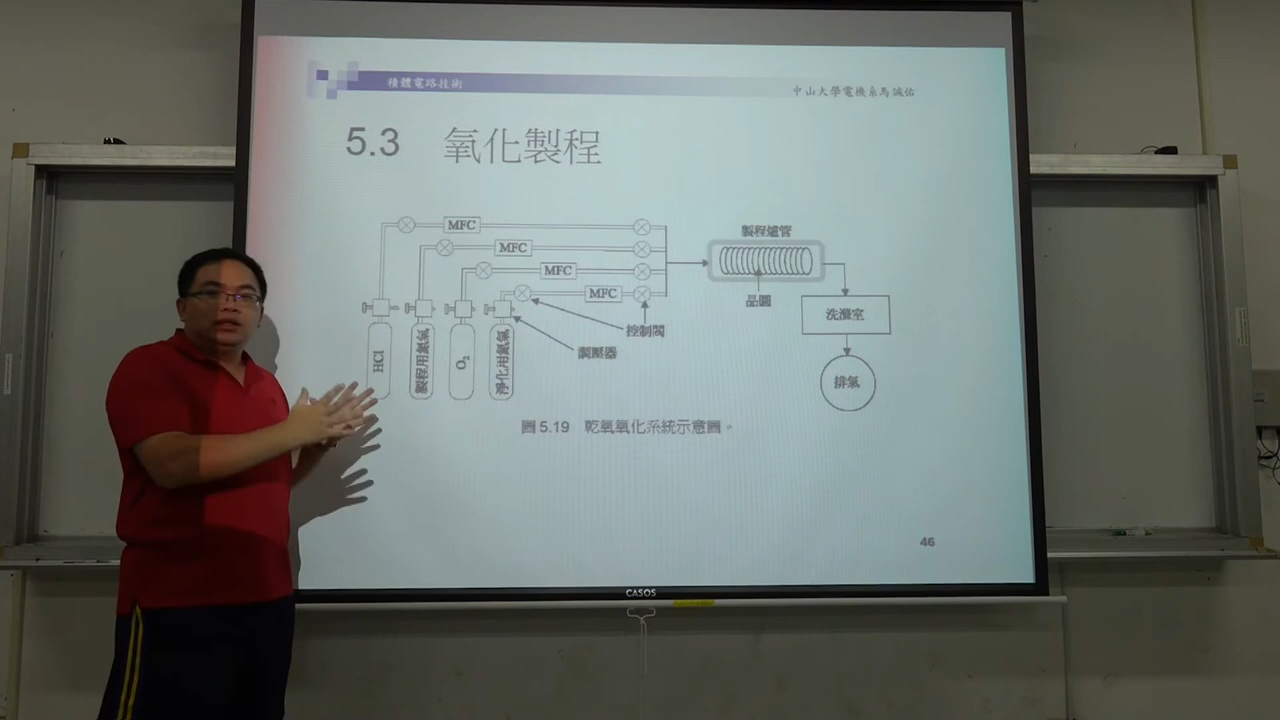 積體電路技術
中山大學電機系馬誠佑
5.3 氧化製程
MFC
MFC
MFC
MFC
製程爐管
晶圓
洗滌室
排氣
控制閥
調壓器
HCl
製程用氮氣
O2
淨化用氮氣
圖 5.19 乾氧氧化系統示意圖。
46
CASOS